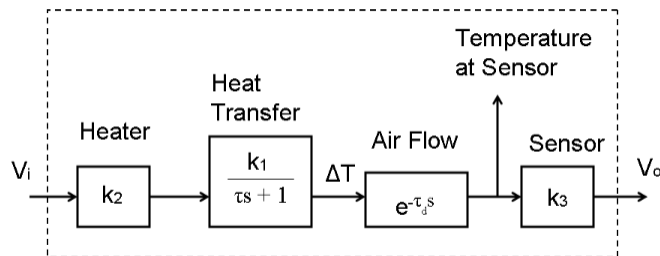 Temperature
at Sensor
Heat
Transfer
Heater
Air Flow
Sensor
Vᵢ
k₂
k₁
τs + 1
ΔT
e^-τ_d s
k₃
Vₒ